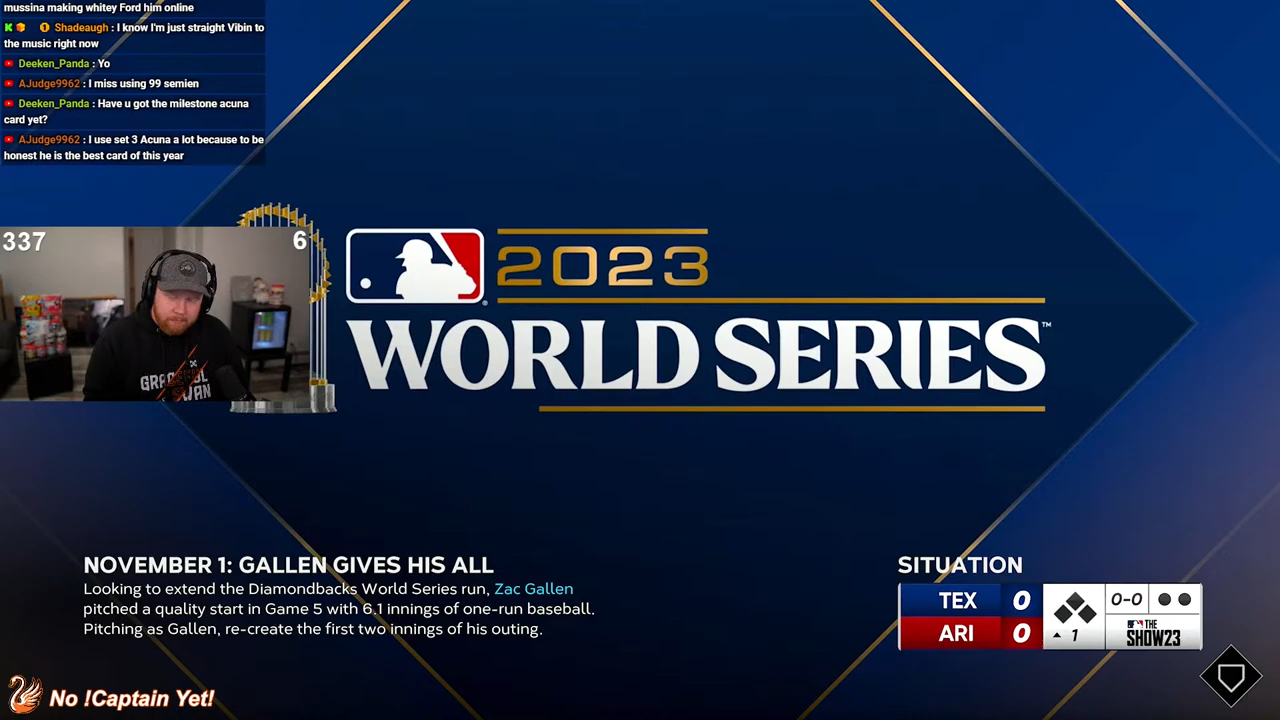 mussina making whitey Ford him online
Shadeaugh : I know I'm just straight Vibin to
the music right now
Deeken_Panda : Yo
AJudge9962 : I miss using 99 semien
Deeken_Panda : Have u got the milestone acuna
card yet?
AJudge9962 : I use set 3 Acuna a lot because to be
honest he is the best card of this year
337
6
2023
WORLD SERIES™
NOVEMBER 1: GALLEN GIVES HIS ALL
Looking to extend the Diamondbacks World Series run, Zac Gallen
pitched a quality start in Game 5 with 6.1 innings of one-run baseball.
Pitching as Gallen, re-create the first two innings of his outing.
SITUATION
TEX 0
ARI 0
1
0-0
THE
SHOW23
No !Captain Yet!